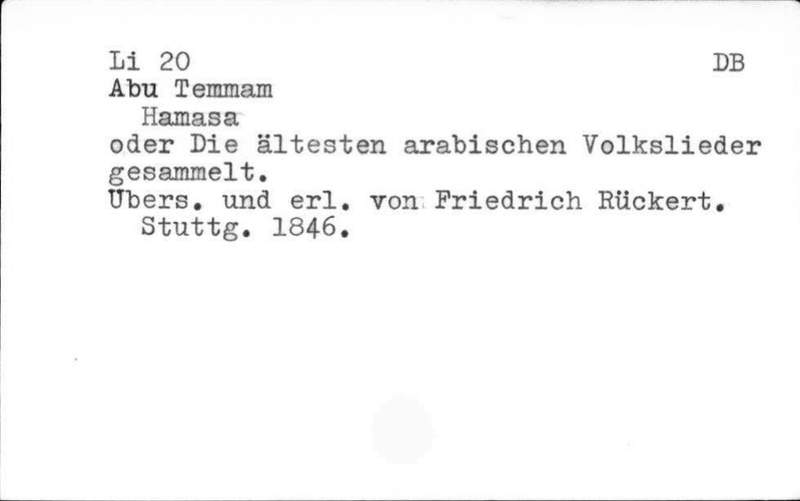 Li 20 DB
Abu Temmam
Hamasa
oder Die ältesten arabischen Volkslieder
gesammelt.
Übers. und erl. von Friedrich Rückert.
Stuttg. 1846.